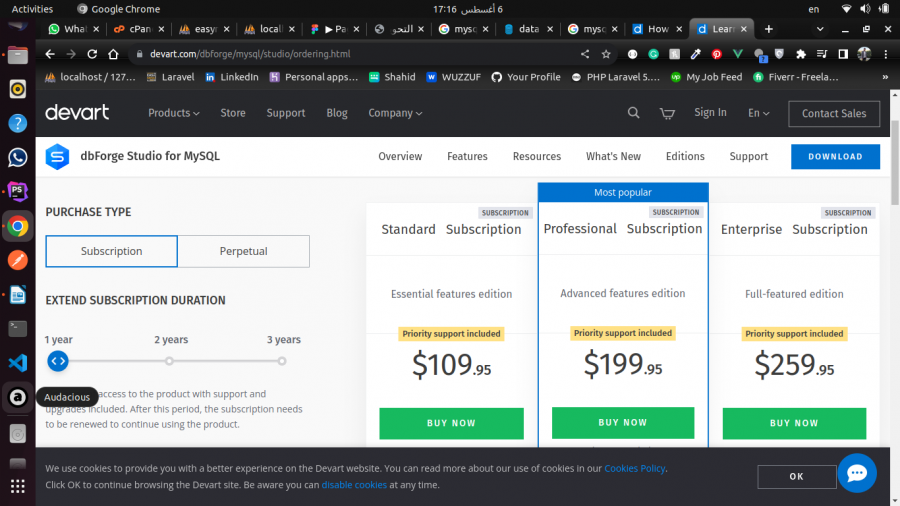 Activities
Google Chrome
6 أغسطس 17:16
en
What
cPan
easyr
locall
▶ Pa
النحو
mysc
data
mysc
How
Learn
devart.com/dbforge/mysql/studio/ordering.html
localhost / 127...
Laravel
LinkedIn
Personal apps...
Shahid
WUZZUF
Your Profile
PHP Laravel 5....
My Job Feed
Fiverr - Freela...
»
devart
Products
Store
Support
Blog
Company
Sign In
En
Contact Sales
dbForge Studio for MySQL
Overview
Features
Resources
What's New
Editions
Support
DOWNLOAD
PURCHASE TYPE
Subscription
Perpetual
EXTEND SUBSCRIPTION DURATION
1 year
2 years
3 years
Audacious
access to the product with support and
upgrades included. After this period, the subscription needs
to be renewed to continue using the product.
SUBSCRIPTION
Standard Subscription
Essential features edition
Priority support included
$109.95
BUY NOW
Most popular
SUBSCRIPTION
Professional Subscription
Advanced features edition
Priority support included
$199.95
BUY NOW
SUBSCRIPTION
Enterprise Subscription
Full-featured edition
Priority support included
$259.95
BUY NOW
We use cookies to provide you with a better experience on the Devart website. You can read more about our use of cookies in our Cookies Policy.
Click OK to continue browsing the Devart site. Be aware you can disable cookies at any time.
OK